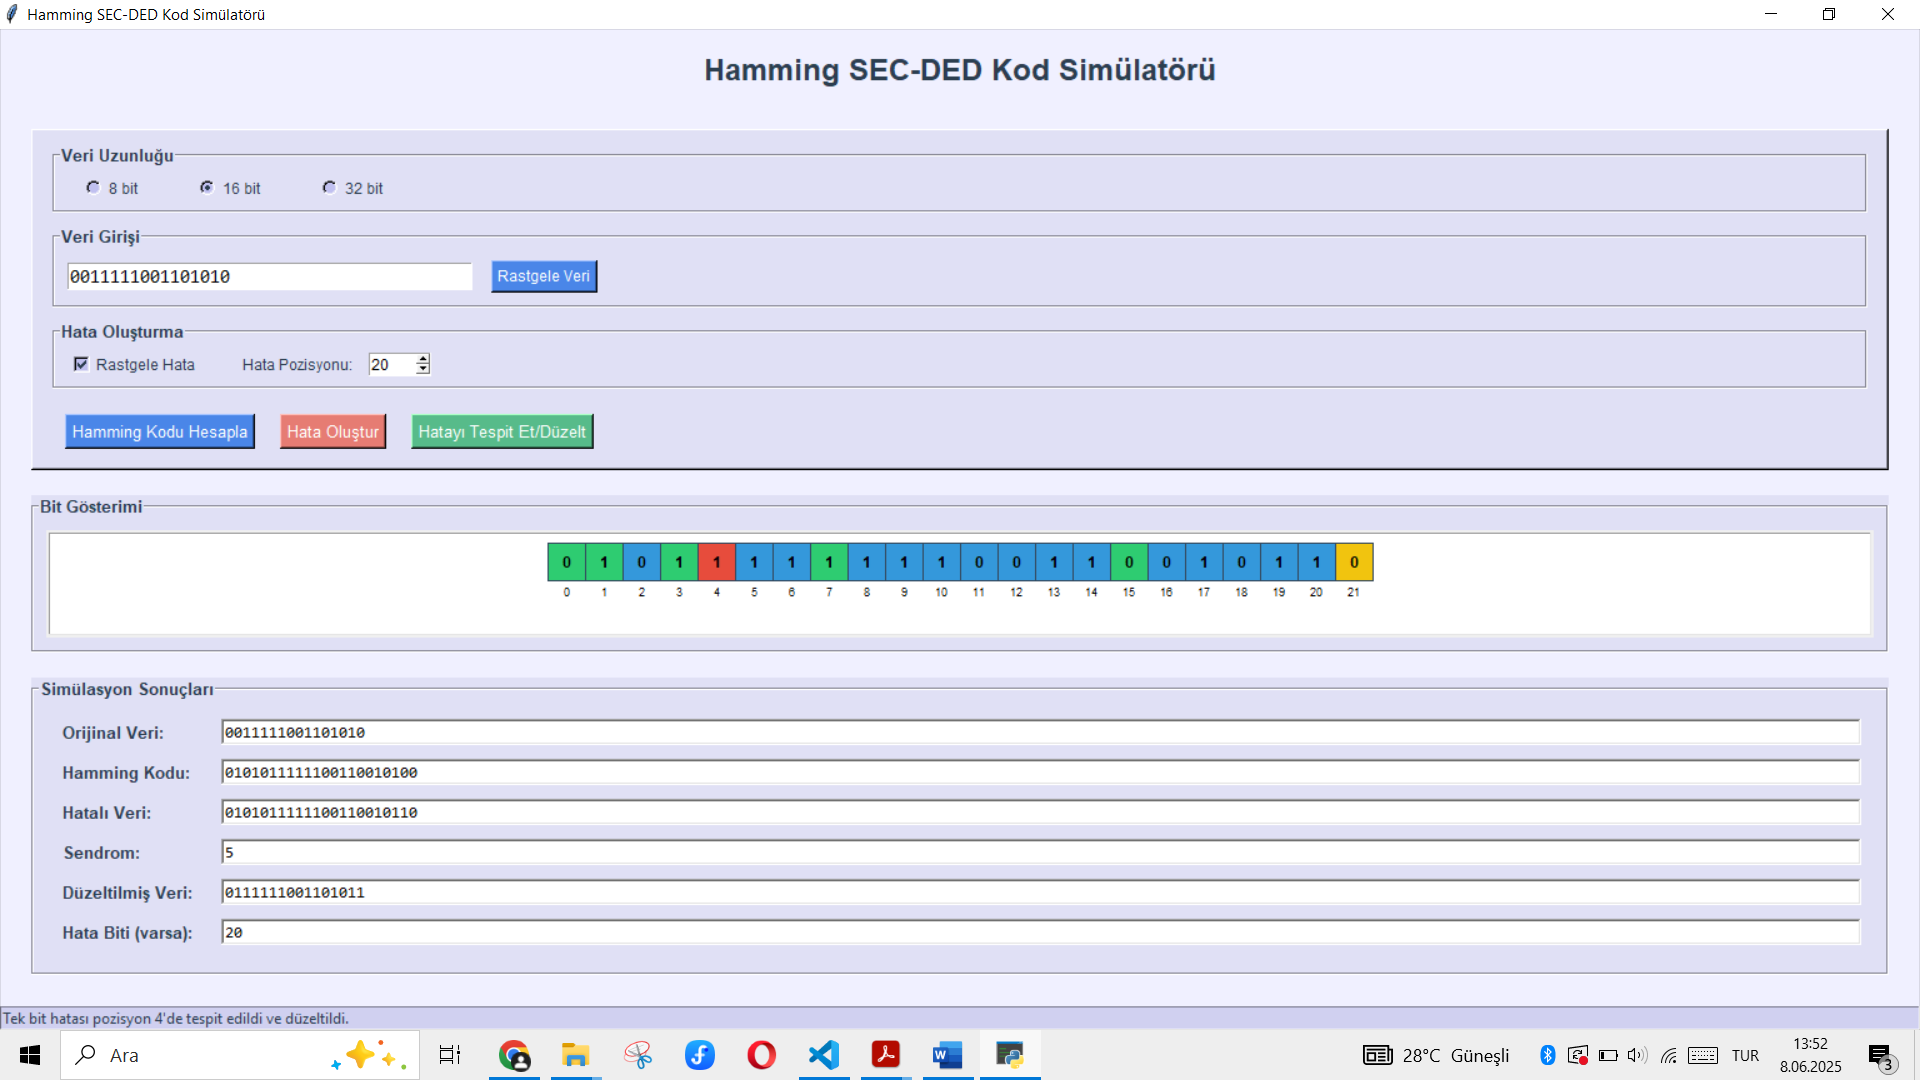 Hamming SEC-DED Kod Simülatörü
Hamming SEC-DED Kod Simülatörü
Veri Uzunluğu
8 bit 16 bit 32 bit
Veri Girişi
0011111001101010 Rastgele Veri
Hata Oluşturma
Rastgele Hata Hata Pozisyonu: 20
Hamming Kodu Hesapla Hata Oluştur Hatayı Tespit Et/Düzelt
Bit Gösterimi
0 1 0 1 1 1 1 1 1 1 1 0 0 1 1 0 0 1 0 1 1 0
0 1 2 3 4 5 6 7 8 9 10 11 12 13 14 15 16 17 18 19 20 21
Simülasyon Sonuçları
Orijinal Veri: 0011111001101010
Hamming Kodu: 0101011111100110010100
Hatalı Veri: 0101011111100110010110
Sendrom: 5
Düzeltilmiş Veri: 0111111001101011
Hata Biti (varsa): 20
Tek bit hatası pozisyon 4'de tespit edildi ve düzeltildi.
Ara 28°C Güneşli TUR 13:52
8.06.2025 3